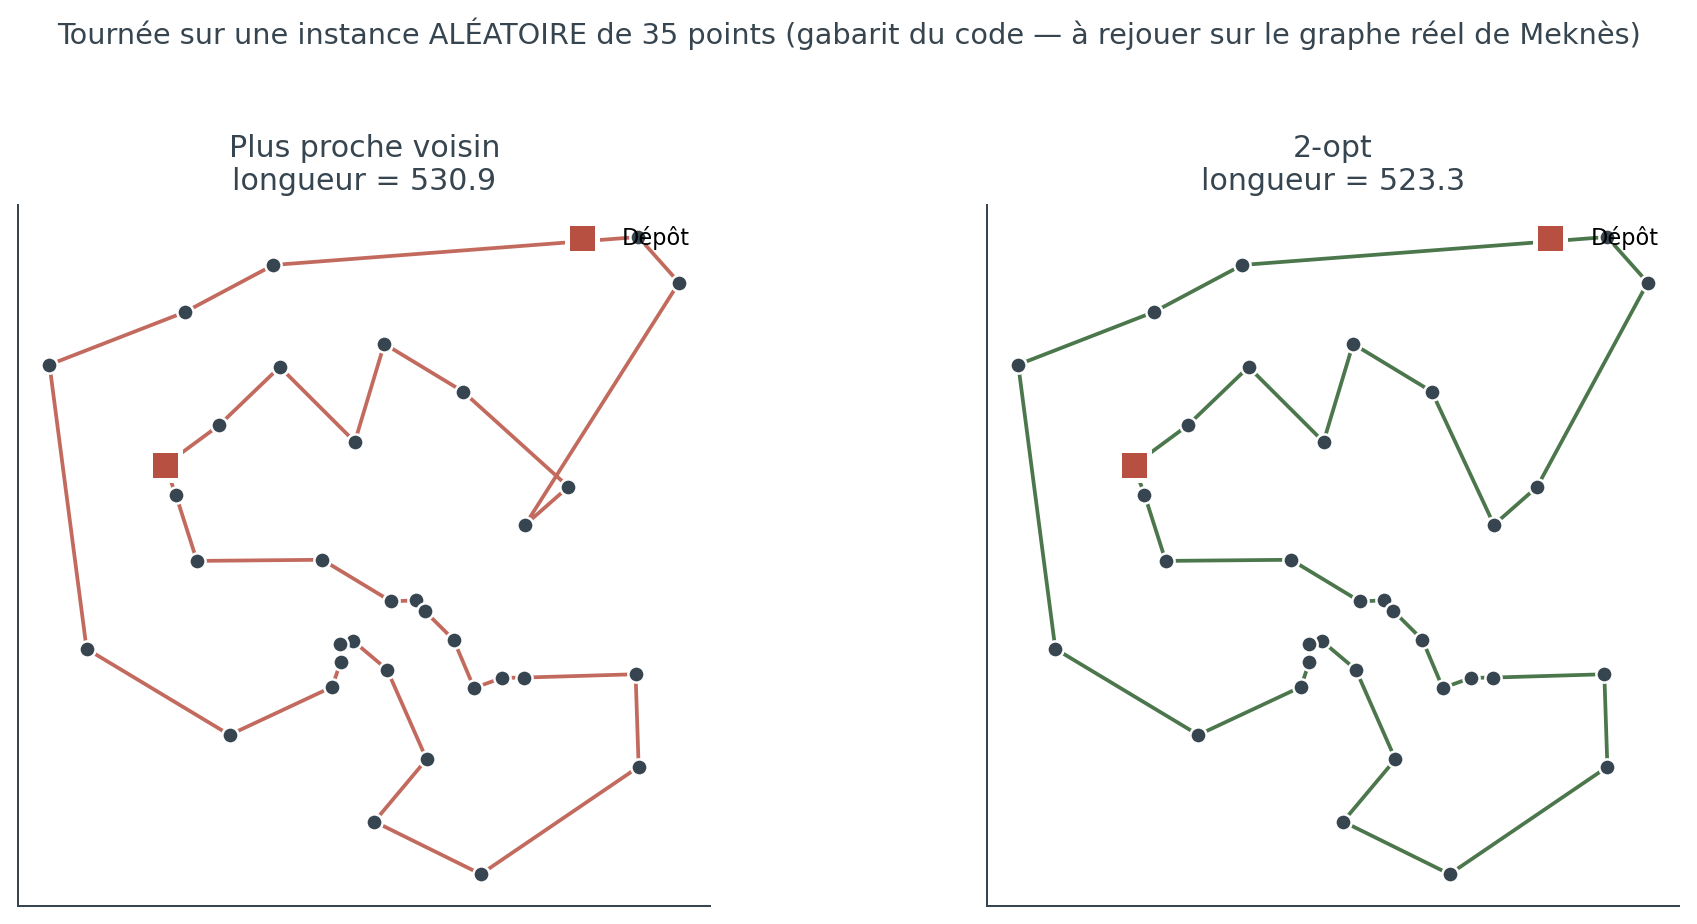 Tournée sur une instance ALÉATOIRE de 35 points (gabarit du code — à rejouer sur le graphe réel de Meknès)
Plus proche voisin
longueur = 530.9
2-opt
longueur = 523.3
Dépôt
Dépôt